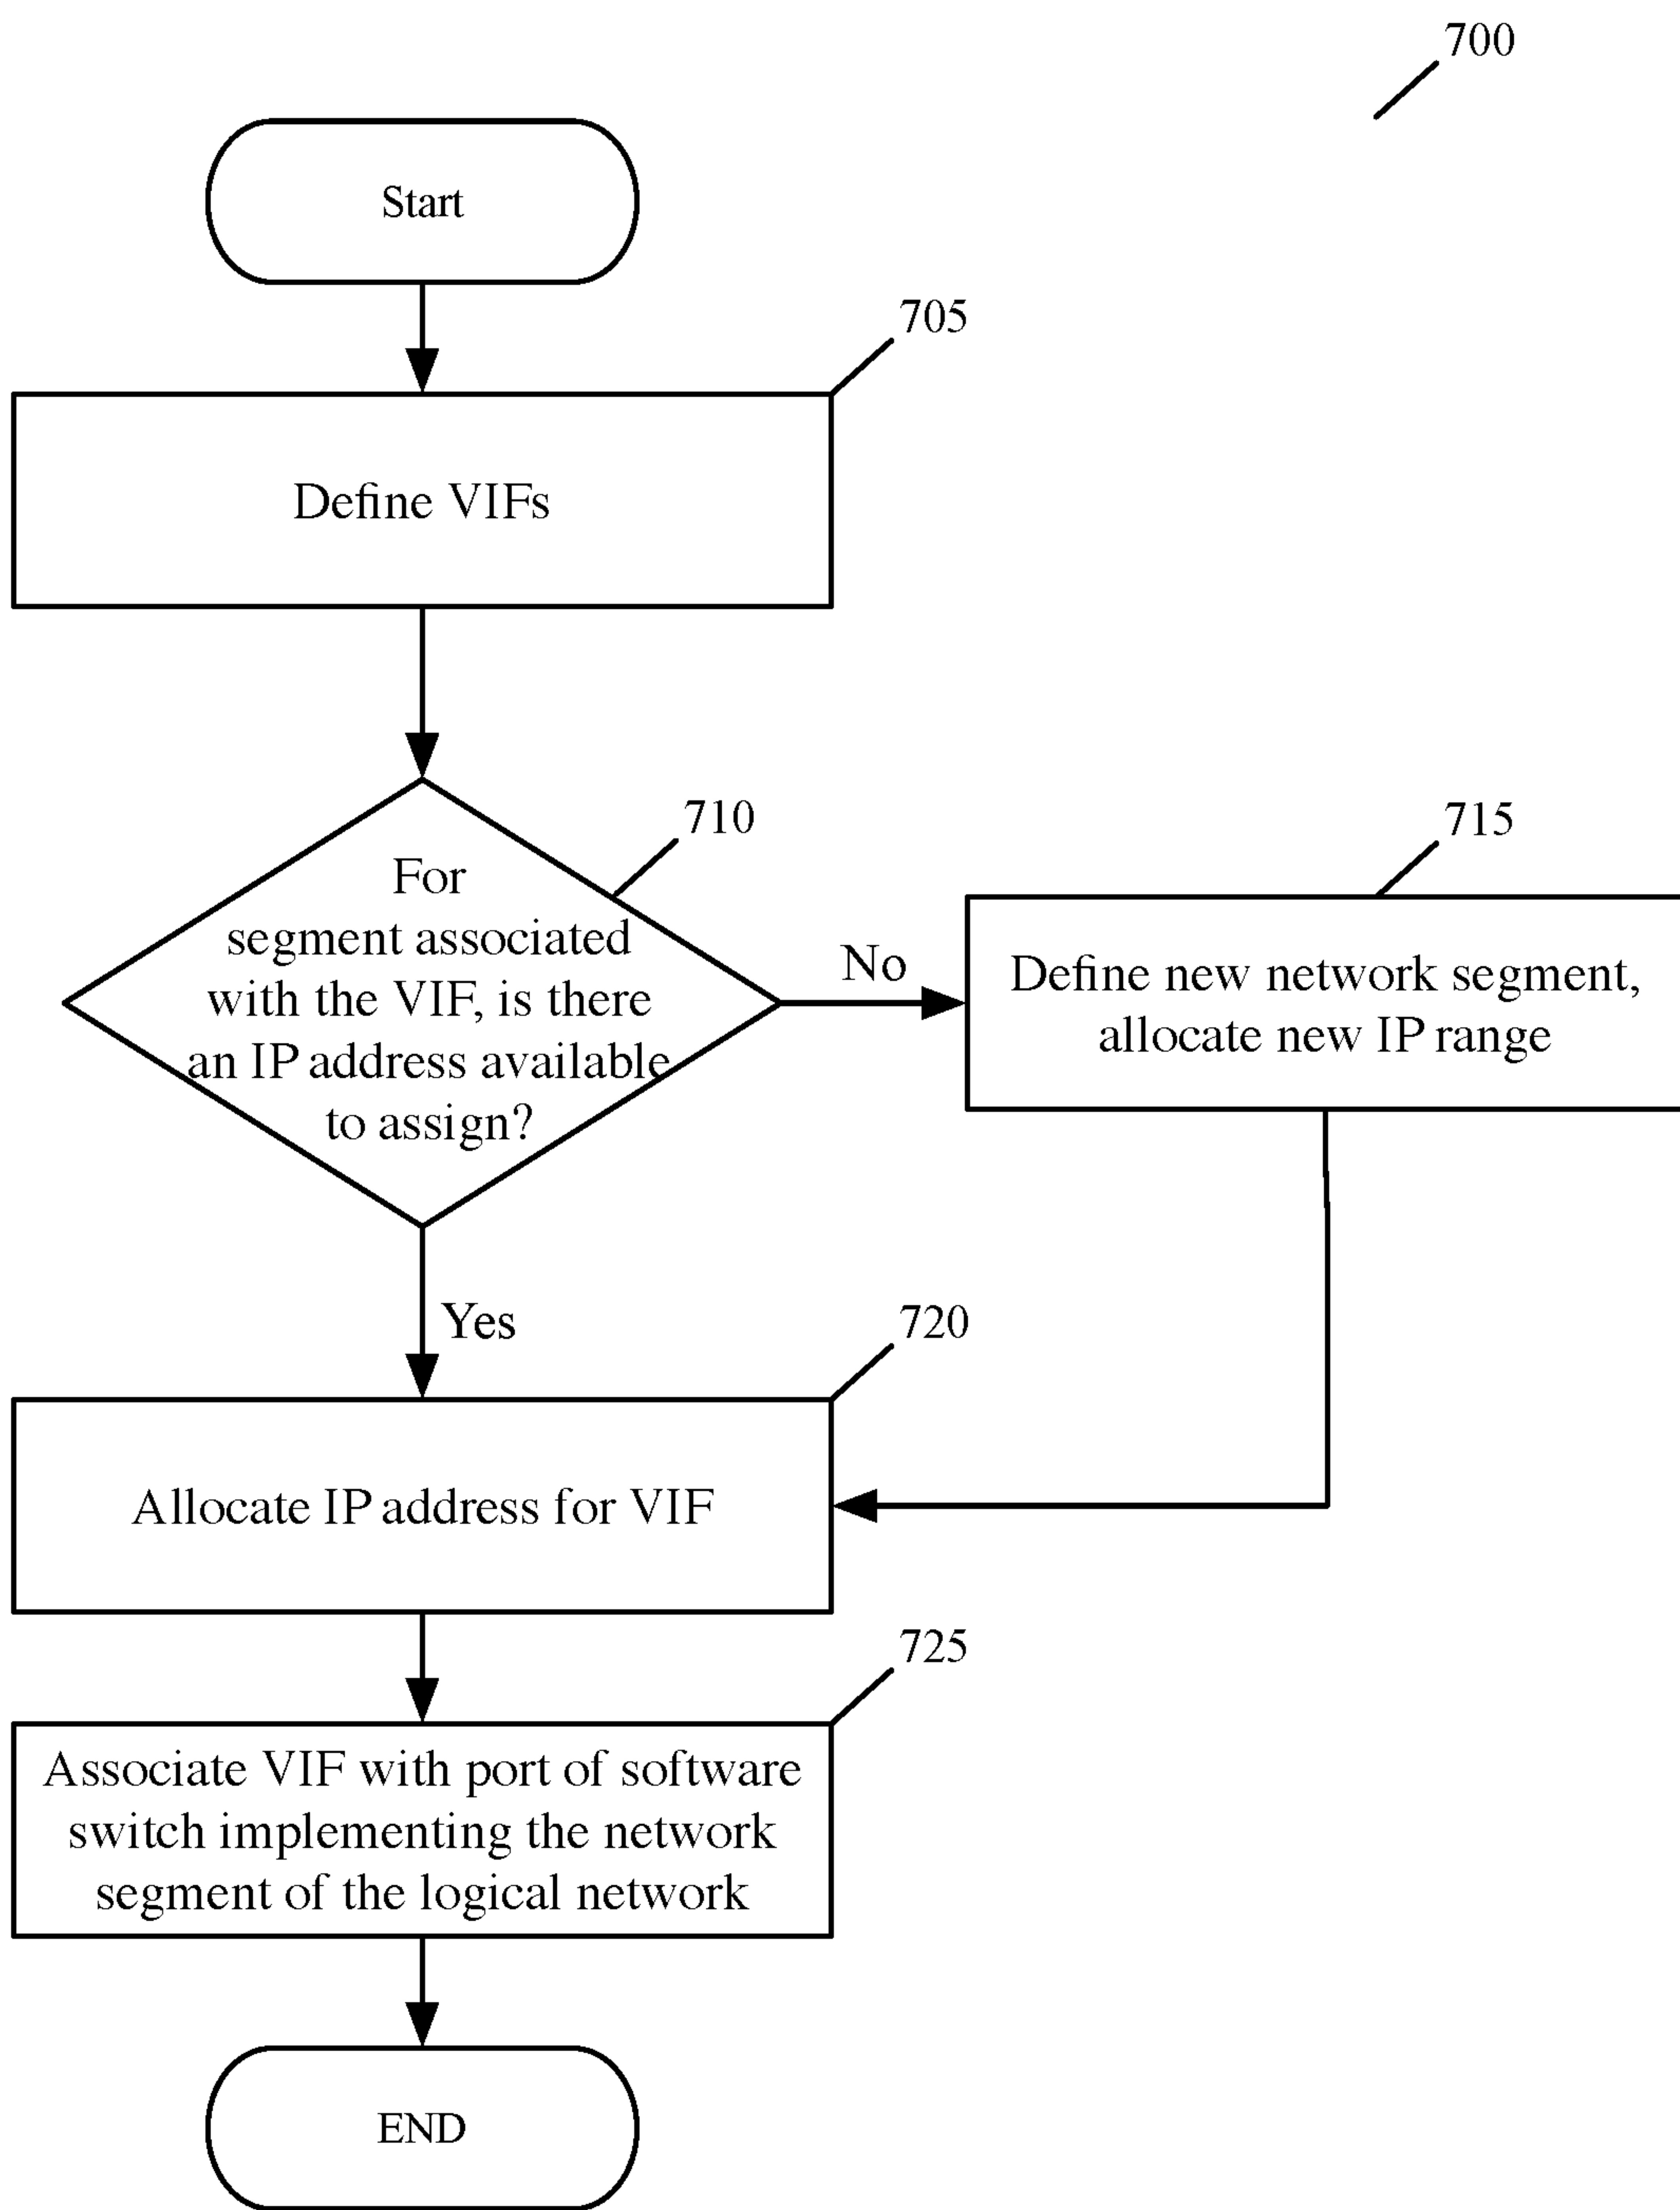 700
Start
705
Define VIFs
710
For
segment associated
with the VIF, is there
an IP address available
to assign?
No
715
Define new network segment,
allocate new IP range
Yes
720
Allocate IP address for VIF
725
Associate VIF with port of software
switch implementing the network
segment of the logical network
END